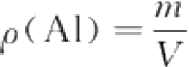 ρ(Al) = m/V